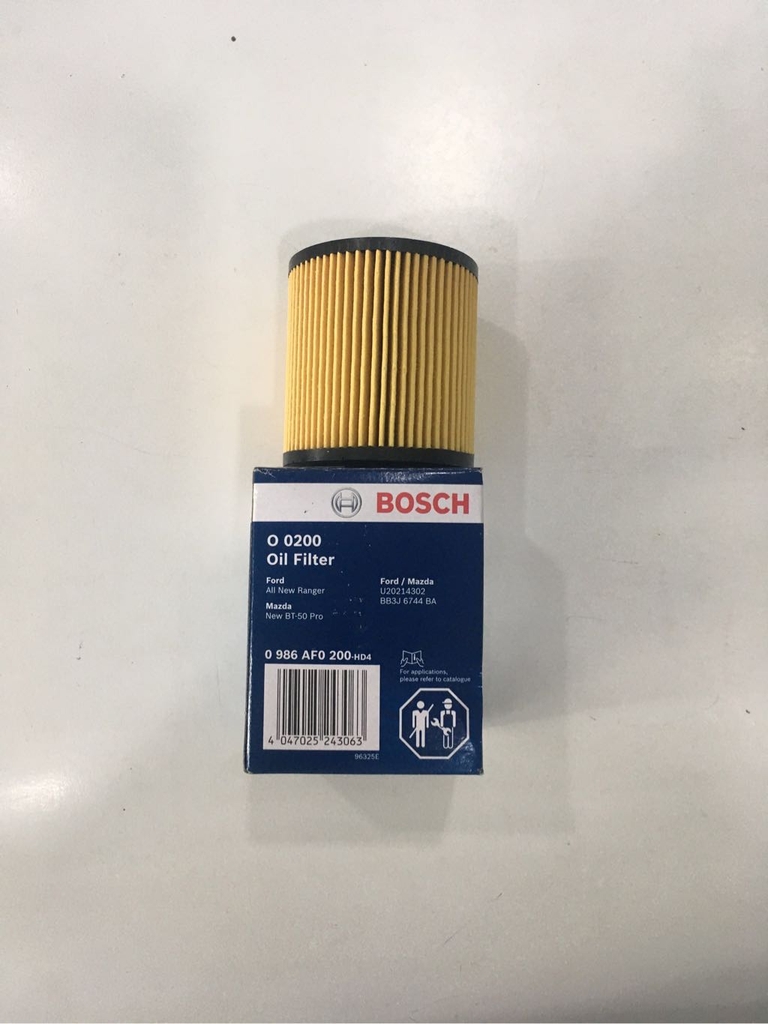 BOSCH
O 0200
Oil Filter
Ford
All New Ranger
Mazda
New BT-50 Pro
Ford / Mazda
U20214302
BB3J 6744 BA
0 986 AF0 200-HD4
For applications,
please refer to catalogue
4 047025 243063
96325E